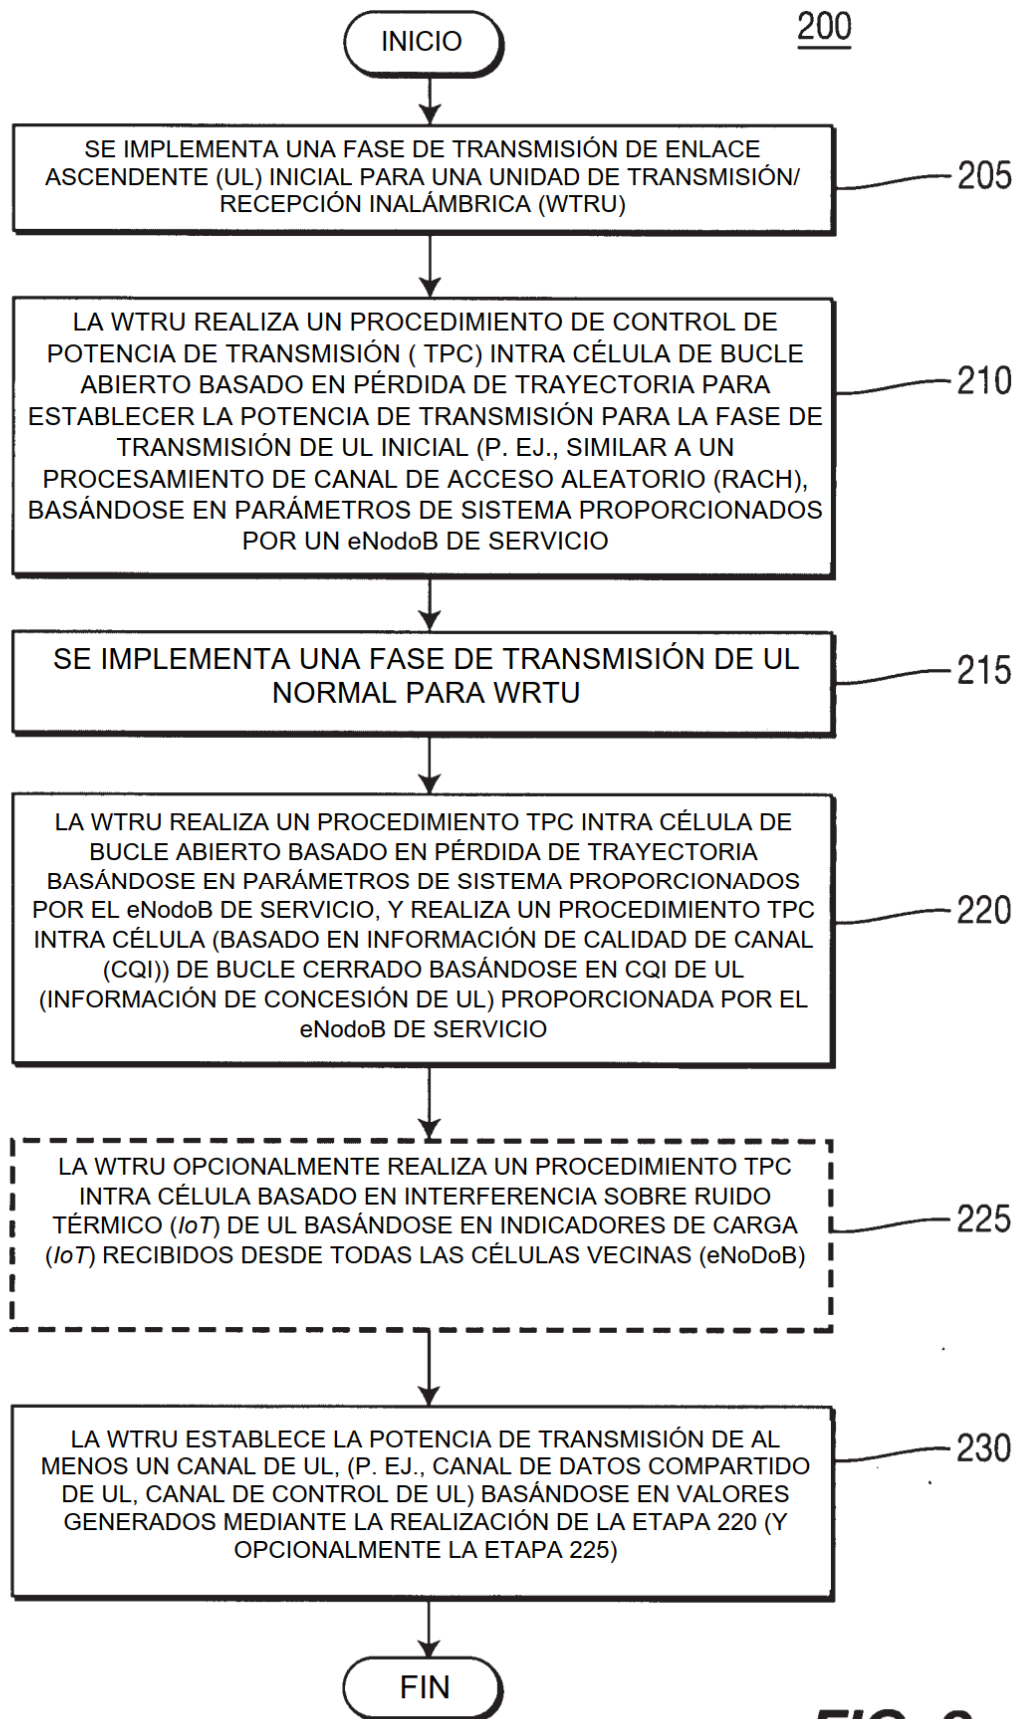 200
INICIO
SE IMPLEMENTA UNA FASE DE TRANSMISIÓN DE ENLACE
ASCENDENTE (UL) INICIAL PARA UNA UNIDAD DE TRANSMISIÓN/
RECEPCIÓN INALÁMBRICA (WTRU)
205
LA WTRU REALIZA UN PROCEDIMIENTO DE CONTROL DE
POTENCIA DE TRANSMISIÓN ( TPC) INTRA CÉLULA DE BUCLE
ABIERTO BASADO EN PÉRDIDA DE TRAYECTORIA PARA
ESTABLECER LA POTENCIA DE TRANSMISIÓN PARA LA FASE DE
TRANSMISIÓN DE UL INICIAL (P. EJ., SIMILAR A UN
PROCESAMIENTO DE CANAL DE ACCESO ALEATORIO (RACH),
BASÁNDOSE EN PARÁMETROS DE SISTEMA PROPORCIONADOS
POR UN eNodoB DE SERVICIO
210
SE IMPLEMENTA UNA FASE DE TRANSMISIÓN DE UL
NORMAL PARA WRTU
215
LA WTRU REALIZA UN PROCEDIMIENTO TPC INTRA CÉLULA DE
BUCLE ABIERTO BASADO EN PÉRDIDA DE TRAYECTORIA
BASÁNDOSE EN PARÁMETROS DE SISTEMA PROPORCIONADOS
POR EL eNodoB DE SERVICIO, Y REALIZA UN PROCEDIMIENTO TPC
INTRA CÉLULA (BASADO EN INFORMACIÓN DE CALIDAD DE CANAL
(CQI)) DE BUCLE CERRADO BASÁNDOSE EN CQI DE UL
(INFORMACIÓN DE CONCESIÓN DE UL) PROPORCIONADA POR EL
eNodoB DE SERVICIO
220
LA WTRU OPCIONALMENTE REALIZA UN PROCEDIMIENTO TPC
INTRA CÉLULA BASADO EN INTERFERENCIA SOBRE RUIDO
TÉRMICO (IoT) DE UL BASÁNDOSE EN INDICADORES DE CARGA
(IoT) RECIBIDOS DESDE TODAS LAS CÉLULAS VECINAS (eNoDoB)
225
LA WTRU ESTABLECE LA POTENCIA DE TRANSMISIÓN DE AL
MENOS UN CANAL DE UL, (P. EJ., CANAL DE DATOS COMPARTIDO
DE UL, CANAL DE CONTROL DE UL) BASÁNDOSE EN VALORES
GENERADOS MEDIANTE LA REALIZACIÓN DE LA ETAPA 220 (Y
OPCIONALMENTE LA ETAPA 225)
230
FIN